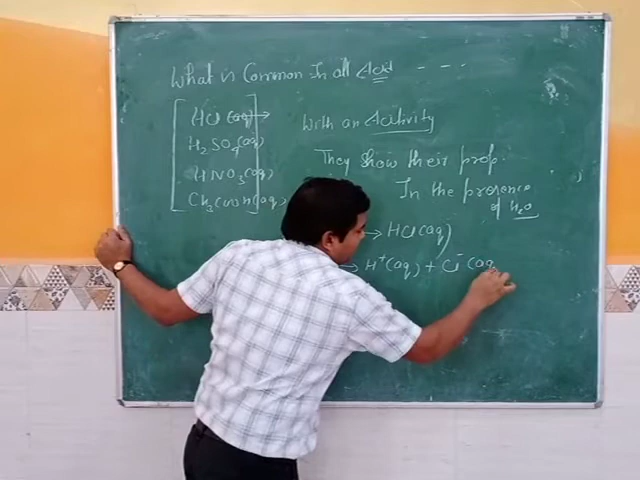 What is Common In all Acid - - -
HCl (aq)
H₂SO₄(aq)
HNO₃(aq)
CH₃COOH(aq)
With an Activity
They show their prop.
In the presence
of H₂O
→ HCl(aq)
→ H⁺(aq) + Cl⁻(aq